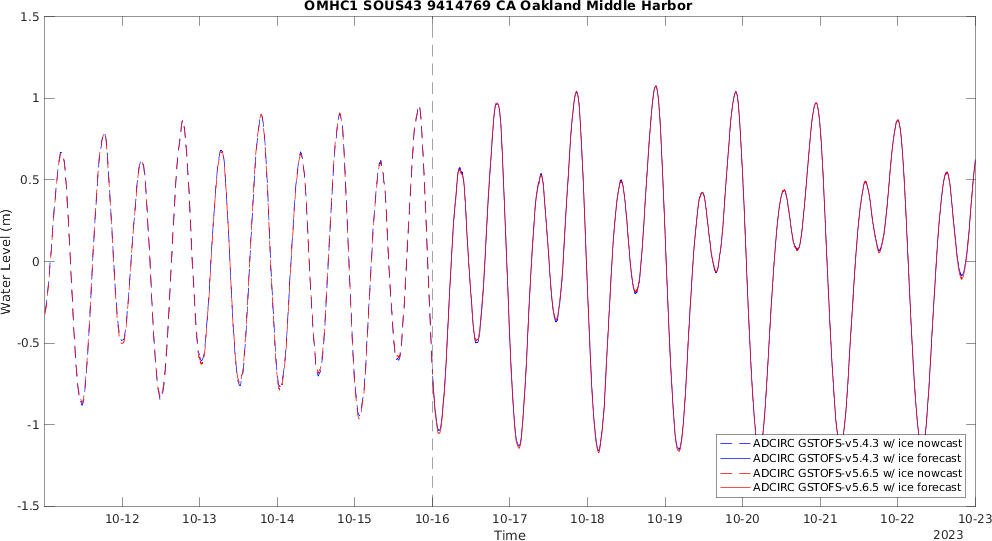 OMHC1 SOUS43 9414769 CA Oakland Middle Harbor
Water Level (m)
1.5
1
0.5
0
-0.5
-1
-1.5
10-12 10-13 10-14 10-15 10-16 10-17 10-18 10-19 10-20 10-21 10-22 10-23
Time
2023
ADCIRC GSTOFS-v5.4.3 w/ ice nowcast
ADCIRC GSTOFS-v5.4.3 w/ ice forecast
ADCIRC GSTOFS-v5.6.5 w/ ice nowcast
ADCIRC GSTOFS-v5.6.5 w/ ice forecast